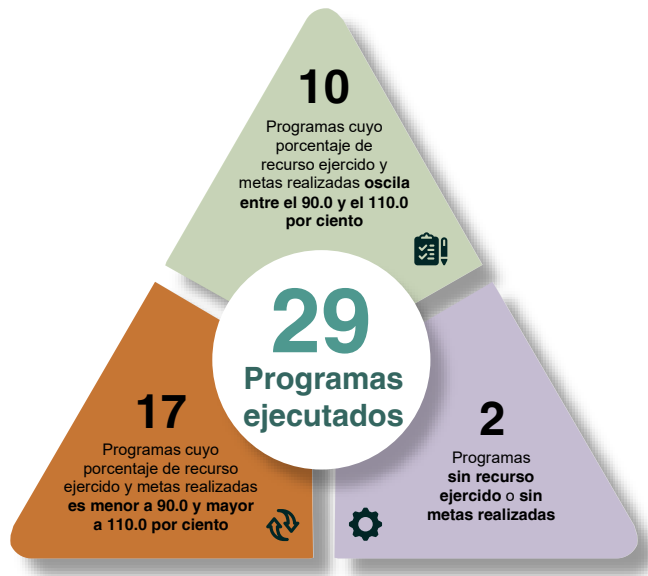 10
Programas cuyo
porcentaje de
recurso ejercido y
metas realizadas oscila
entre el 90.0 y el 110.0
por ciento
29
Programas
ejecutados
17
Programas cuyo
porcentaje de recurso
ejercido y metas realizadas
es menor a 90.0 y mayor
a 110.0 por ciento
2
Programas
sin recurso
ejercido o sin
metas realizadas